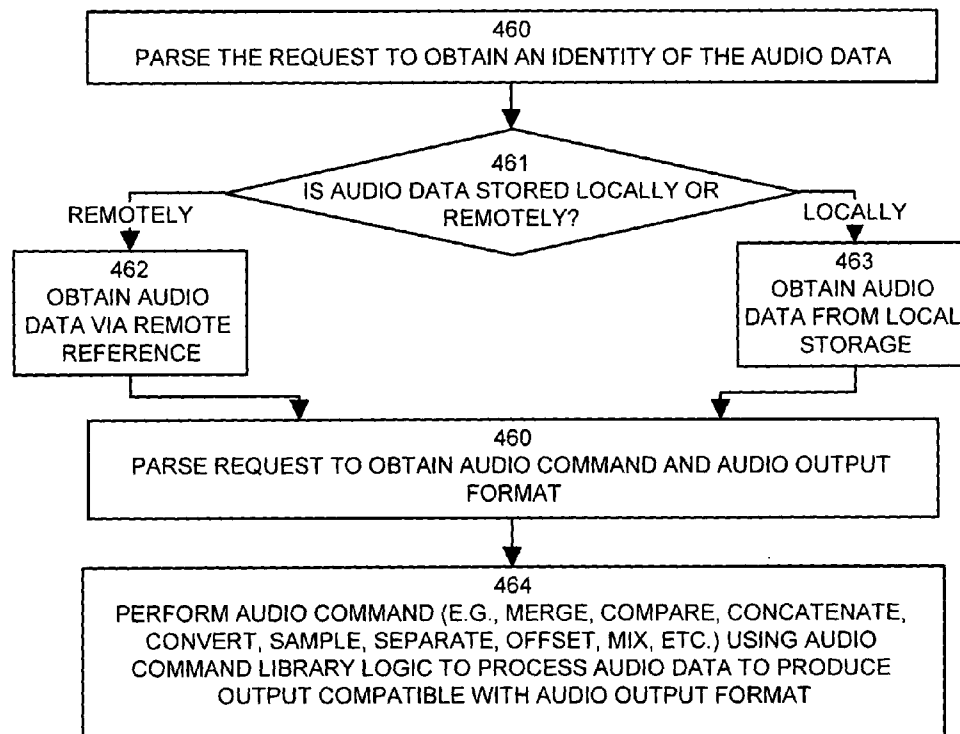 460
PARSE THE REQUEST TO OBTAIN AN IDENTITY OF THE AUDIO DATA
461
IS AUDIO DATA STORED LOCALLY OR
REMOTELY?
REMOTELY
LOCALLY
462
OBTAIN AUDIO
DATA VIA REMOTE
REFERENCE
463
OBTAIN AUDIO
DATA FROM LOCAL
STORAGE
460
PARSE REQUEST TO OBTAIN AUDIO COMMAND AND AUDIO OUTPUT
FORMAT
464
PERFORM AUDIO COMMAND (E.G., MERGE, COMPARE, CONCATENATE,
CONVERT, SAMPLE, SEPARATE, OFFSET, MIX, ETC.) USING AUDIO
COMMAND LIBRARY LOGIC TO PROCESS AUDIO DATA TO PRODUCE
OUTPUT COMPATIBLE WITH AUDIO OUTPUT FORMAT